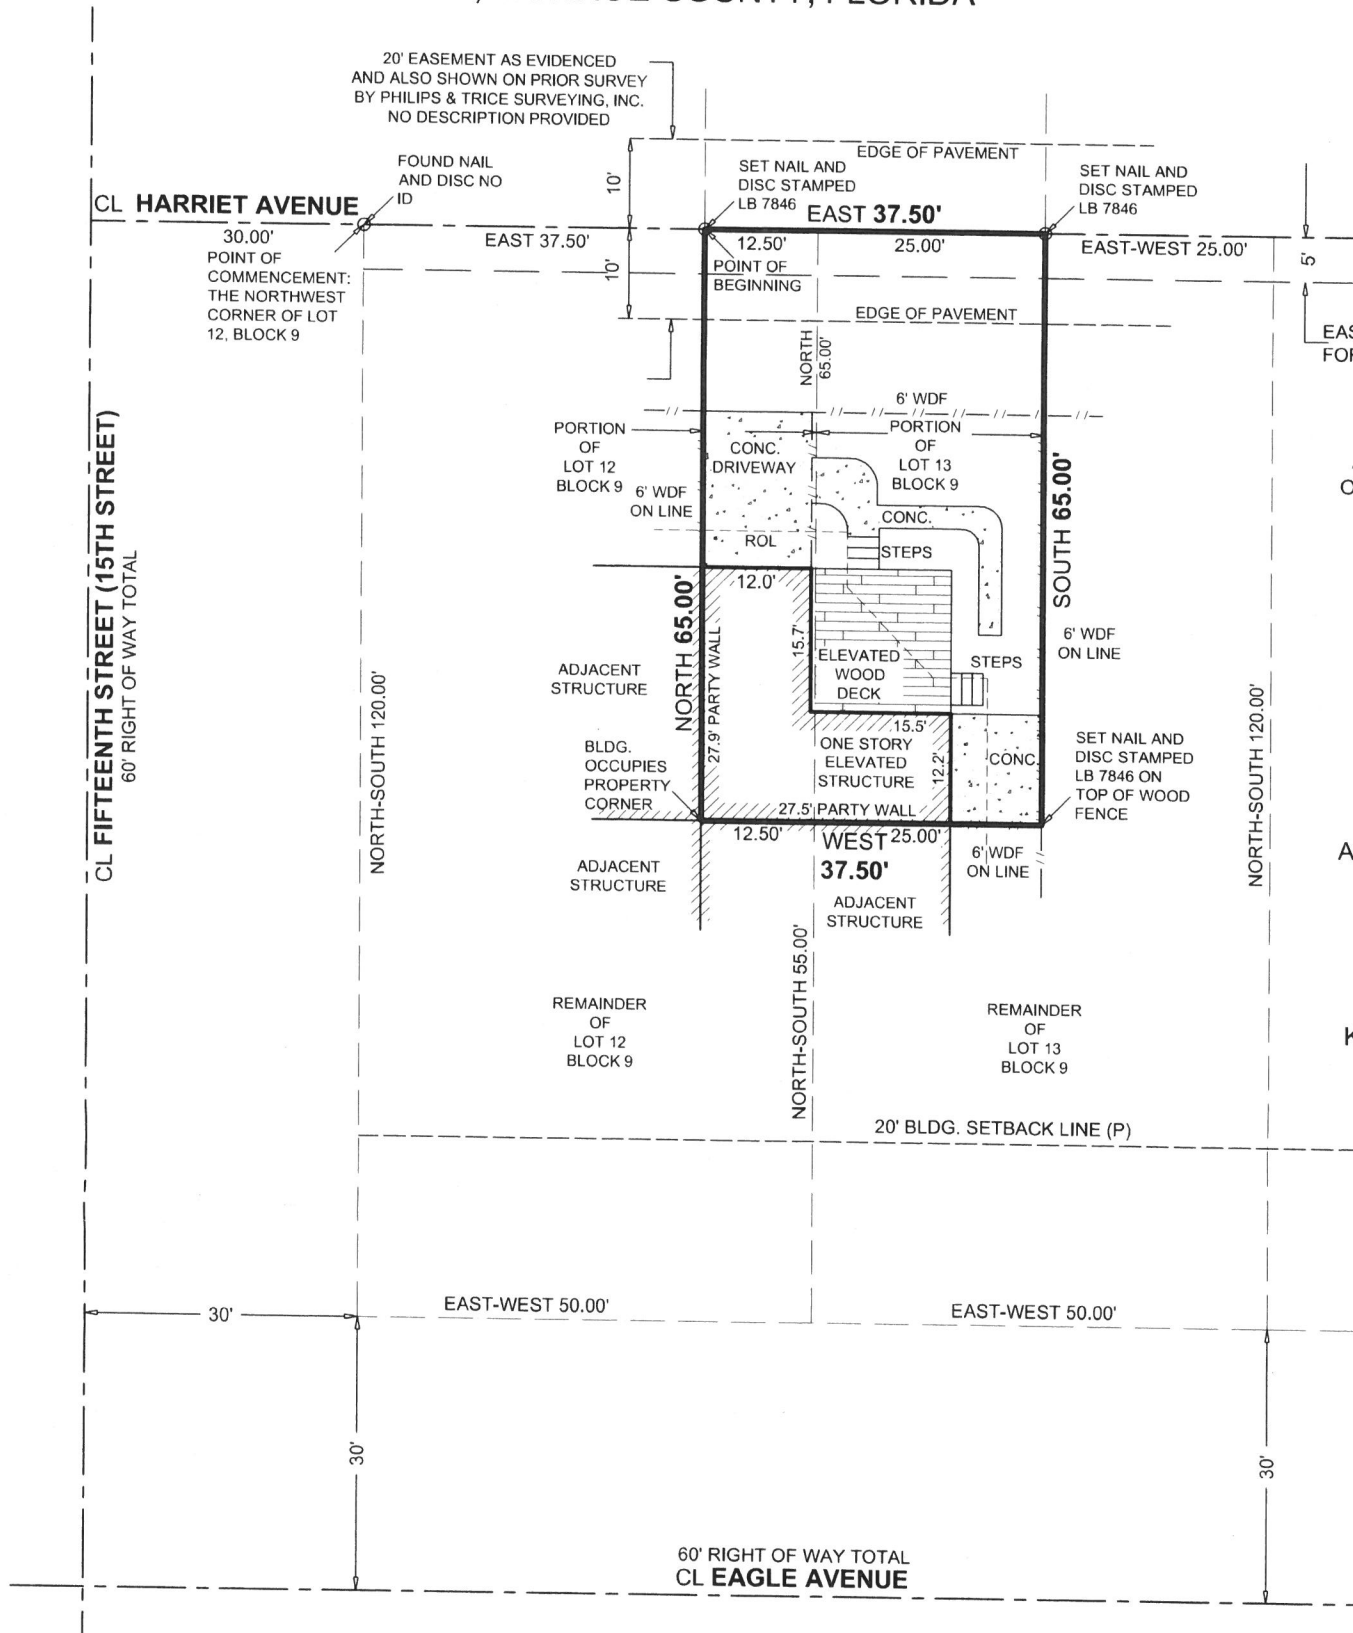 COUNTY, FLORIDA
20' EASEMENT AS EVIDENCED
AND ALSO SHOWN ON PRIOR SURVEY
BY PHILIPS & TRICE SURVEYING, INC.
NO DESCRIPTION PROVIDED
EDGE OF PAVEMENT
FOUND NAIL
AND DISC NO
ID
10'
SET NAIL AND
DISC STAMPED
LB 7846
SET NAIL AND
DISC STAMPED
LB 7846
CL HARRIET AVENUE
EAST 37.50'
30.00'
EAST 37.50'
12.50'
25.00'
EAST-WEST 25.00'
5'
POINT OF
COMMENCEMENT:
THE NORTHWEST
CORNER OF LOT
12, BLOCK 9
10'
POINT OF
BEGINNING
EDGE OF PAVEMENT
EAS
FOR
NORTH
65.00'
6' WDF
PORTION
OF
LOT 12
BLOCK 9
CONC.
DRIVEWAY
PORTION
OF
LOT 13
BLOCK 9
6' WDF
ON LINE
CONC.
ROL
STEPS
SOUTH 65.00'
CL FIFTEENTH STREET (15TH STREET)
60' RIGHT OF WAY TOTAL
12.0'
NORTH 65.00'
27.9' PARTY WALL
15.7'
6' WDF
ON LINE
ADJACENT
STRUCTURE
ELEVATED
WOOD
DECK
STEPS
NORTH-SOUTH 120.00'
NORTH-SOUTH 120.00'
15.5'
BLDG.
OCCUPIES
PROPERTY
CORNER
ONE STORY
ELEVATED
STRUCTURE
12.2'
CONC.
SET NAIL AND
DISC STAMPED
LB 7846 ON
TOP OF WOOD
FENCE
27.5' PARTY WALL
12.50'
WEST
37.50'
25.00'
6' WDF
ON LINE
ADJACENT
STRUCTURE
ADJACENT
STRUCTURE
NORTH-SOUTH 55.00'
REMAINDER
OF
LOT 12
BLOCK 9
REMAINDER
OF
LOT 13
BLOCK 9
20' BLDG. SETBACK LINE (P)
30'
EAST-WEST 50.00'
EAST-WEST 50.00'
30'
30'
60' RIGHT OF WAY TOTAL
CL EAGLE AVENUE